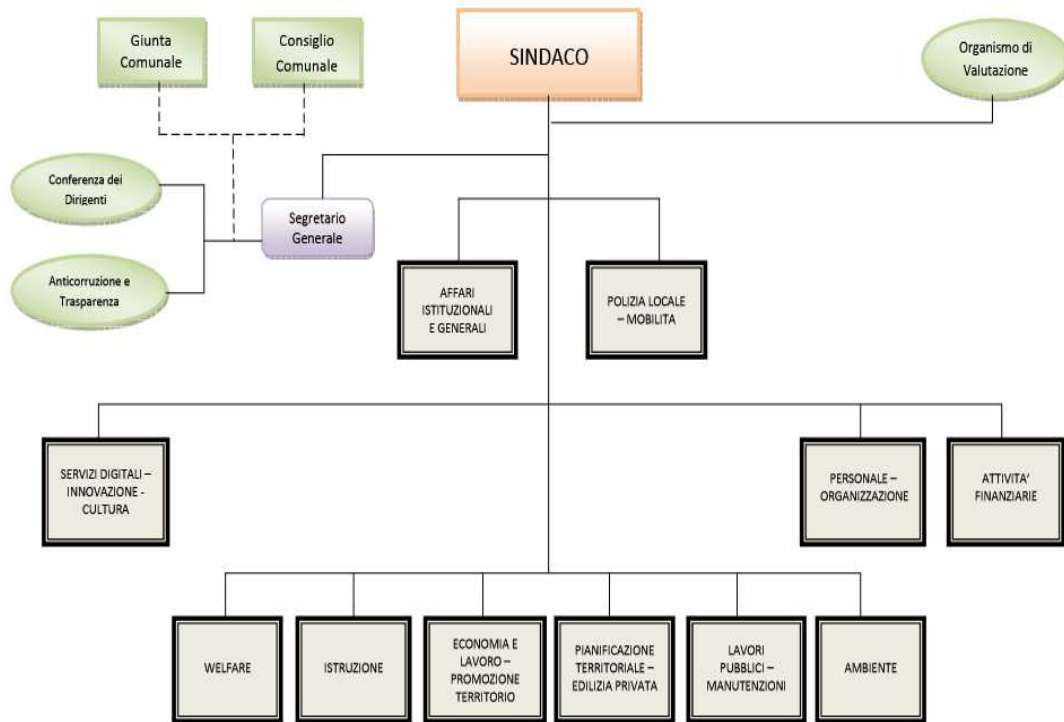 Giunta
Comunale
Consiglio
Comunale
SINDACO
Organismo di
Valutazione
Conferenza dei
Dirigenti
Segretario
Generale
Anticorruzione e
Trasparenza
AFFARI
ISTITUZIONALI
E GENERALI
POLIZIA LOCALE
– MOBILITA
SERVIZI DIGITALI –
INNOVAZIONE -
CULTURA
PERSONALE –
ORGANIZZAZIONE
ATTIVITA’
FINANZIARIE
WELFARE
ISTRUZIONE
ECONOMIA E
LAVORO –
PROMOZIONE
TERRITORIO
PIANIFICAZIONE
TERRITORIALE –
EDILIZIA PRIVATA
LAVORI
PUBBLICI –
MANUTENZIONI
AMBIENTE